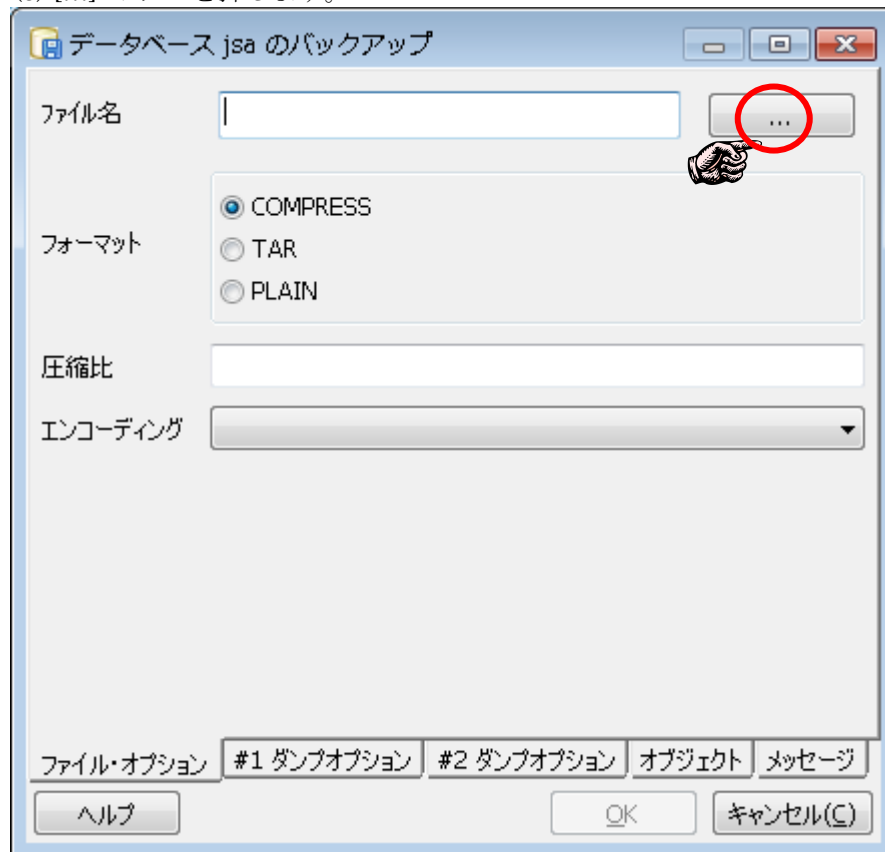 データベース jsa のバックアップ
ファイル名
...
フォーマット
COMPRESS
TAR
PLAIN
圧縮比
エンコーディング
ファイル・オプション #1 ダンプオプション #2 ダンプオプション オブジェクト メッセージ
ヘルプ OK キャンセル(C)